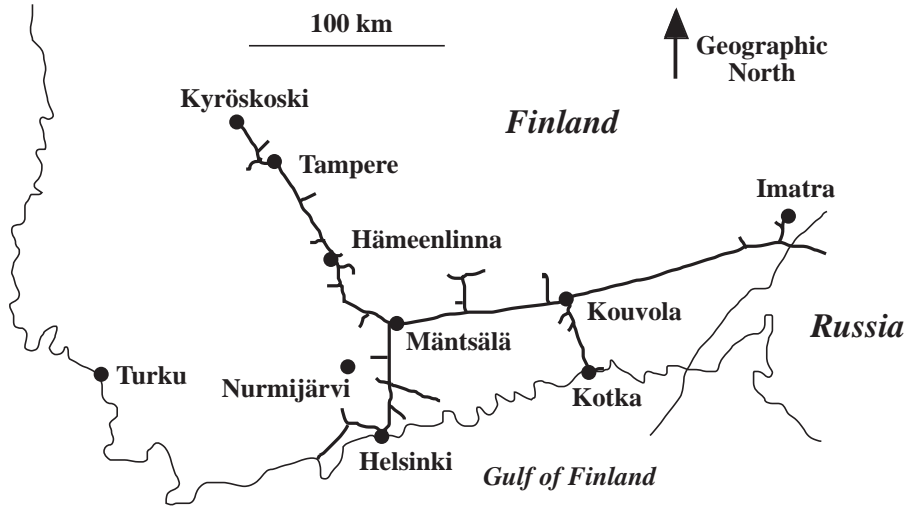 100 km
Geographic
North
Kyröskoski
Finland
Tampere
Imatra
Hämeenlinna
Kouvola
Mäntsälä
Russia
Turku
Nurmijärvi
Kotka
Helsinki
Gulf of Finland